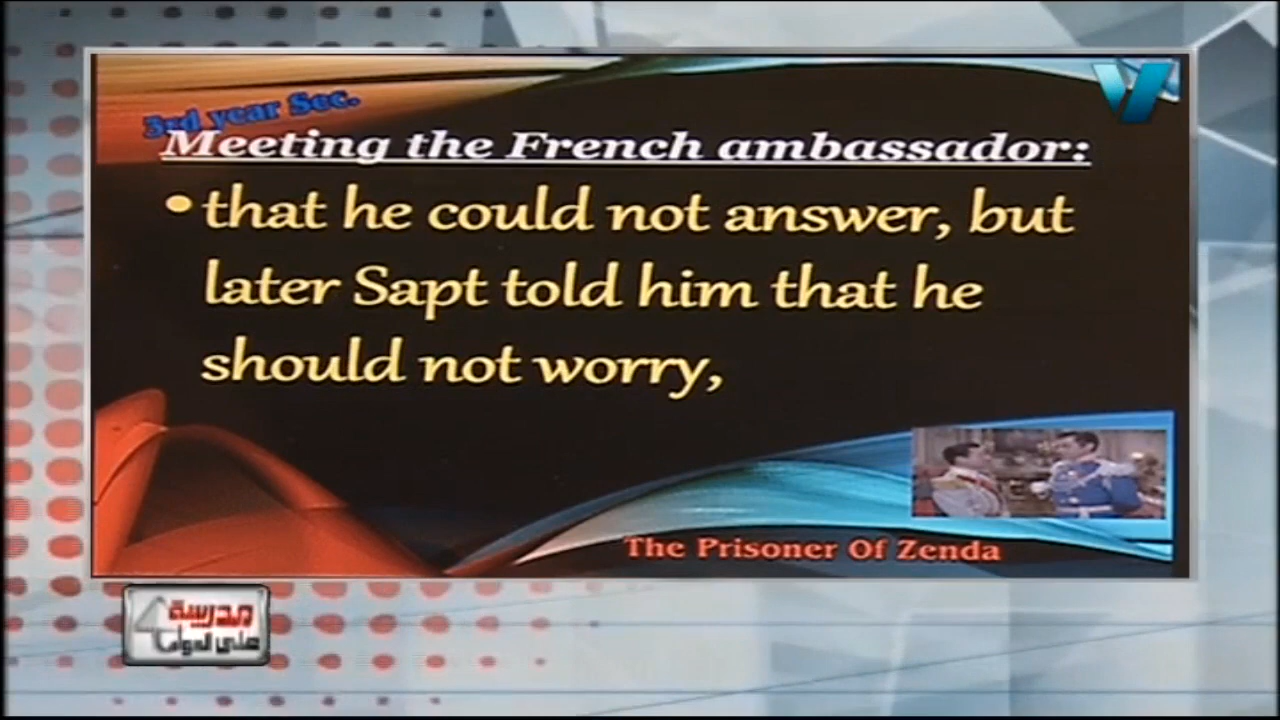 3rd year Sec.
Meeting the French ambassador:
• that he could not answer, but
later Sapt told him that he
should not worry,
The Prisoner Of Zenda
مدرسة
على الهواء